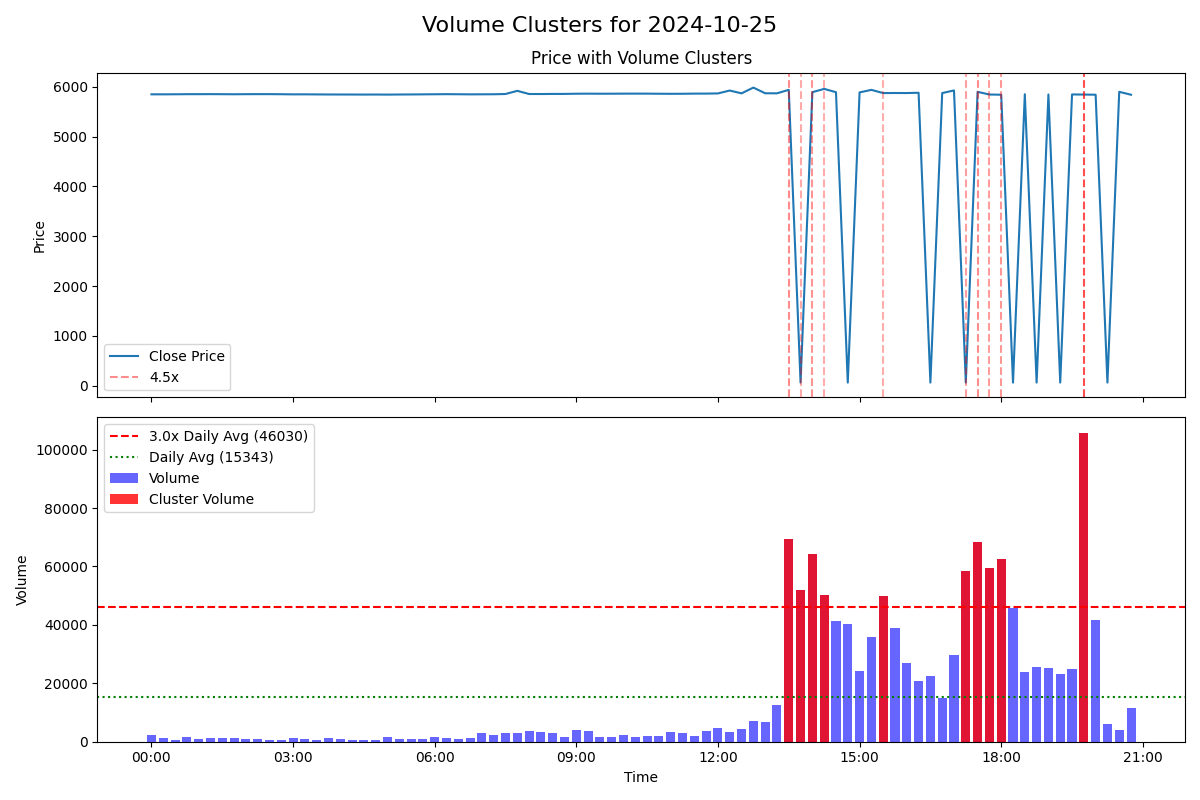 Volume Clusters for 2024-10-25
Price with Volume Clusters
6000
5000
4000
3000
2000
1000
0
Price
Close Price
4.5x
3.0x Daily Avg (46030)
Daily Avg (15343)
Volume
Cluster Volume
100000
80000
60000
40000
20000
0
Volume
00:00 03:00 06:00 09:00 12:00 15:00 18:00 21:00
Time